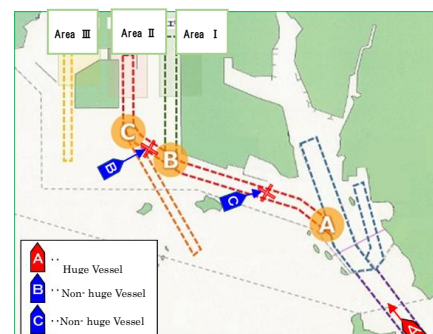 Area Ⅲ
Area Ⅱ
Area Ⅰ
C
B
B
C
A
A
A ‥ Huge Vessel
B ‥Non- huge Vessel
C ‥Non- huge Vessel